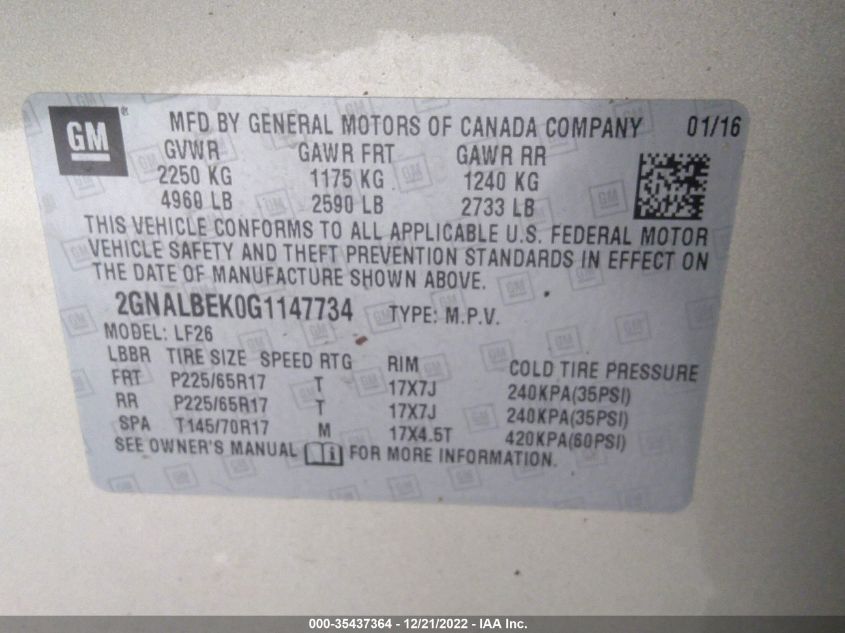 GM ® MFD BY GENERAL MOTORS OF CANADA COMPANY 01/16
GVWR GAWR FRT GAWR RR
2250 KG 1175 KG 1240 KG
4960 LB 2590 LB 2733 LB
THIS VEHICLE CONFORMS TO ALL APPLICABLE U.S. FEDERAL MOTOR
VEHICLE SAFETY AND THEFT PREVENTION STANDARDS IN EFFECT ON
THE DATE OF MANUFACTURE SHOWN ABOVE.
2GNALBEK0G1147734 TYPE: M.P.V.
MODEL: LF26
LBBR TIRE SIZE SPEED RTG RIM COLD TIRE PRESSURE
FRT P225/65R17 T 17X7J 240KPA(35PSI)
RR P225/65R17 T 17X7J 240KPA(35PSI)
SPA T145/70R17 M 17X4.5T 420KPA(60PSI)
SEE OWNER'S MANUAL i FOR MORE INFORMATION.
000-35437364 - 12/21/2022 - IAA Inc.